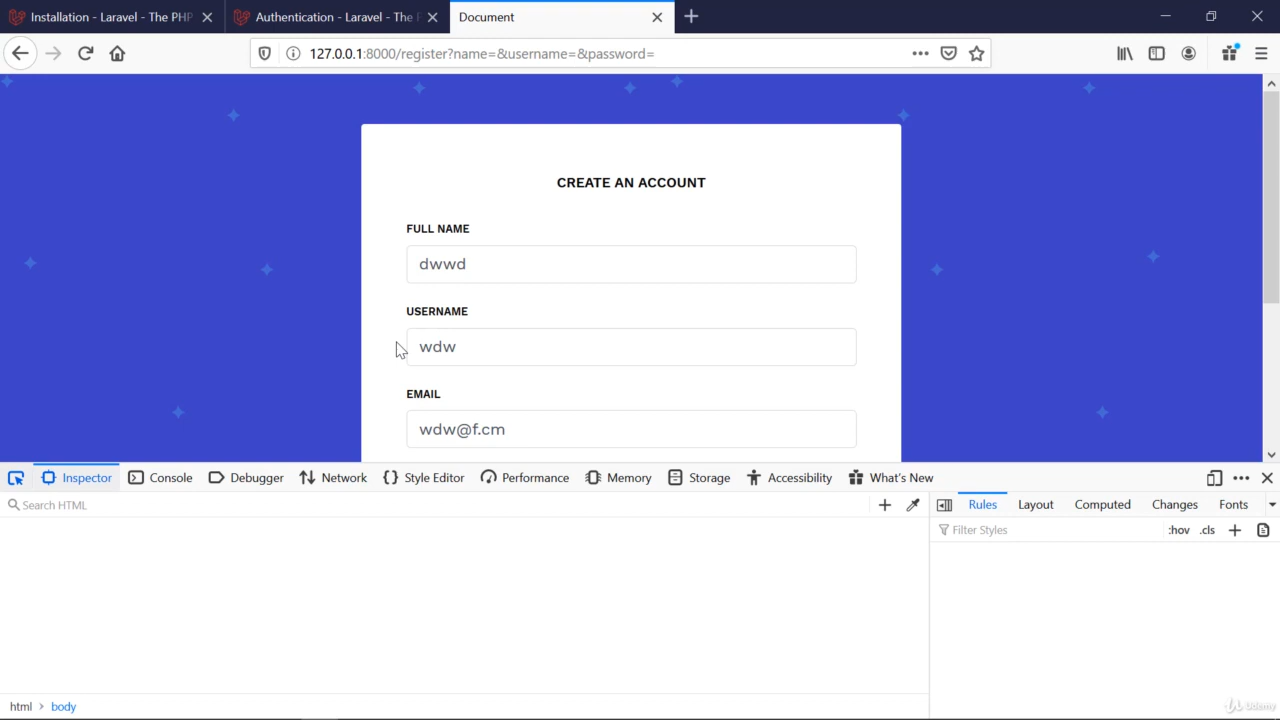 Installation - Laravel - The PHP
Authentication - Laravel - The P
Document
127.0.0.1:8000/register?name=&username=&password=
CREATE AN ACCOUNT
FULL NAME
dwwd
USERNAME
wdw
EMAIL
wdw@f.cm
Inspector
Console
Debugger
Network
Style Editor
Performance
Memory
Storage
Accessibility
What's New
Search HTML
Rules
Layout
Computed
Changes
Fonts
Filter Styles
:hov
.cls
html
body
Udemy